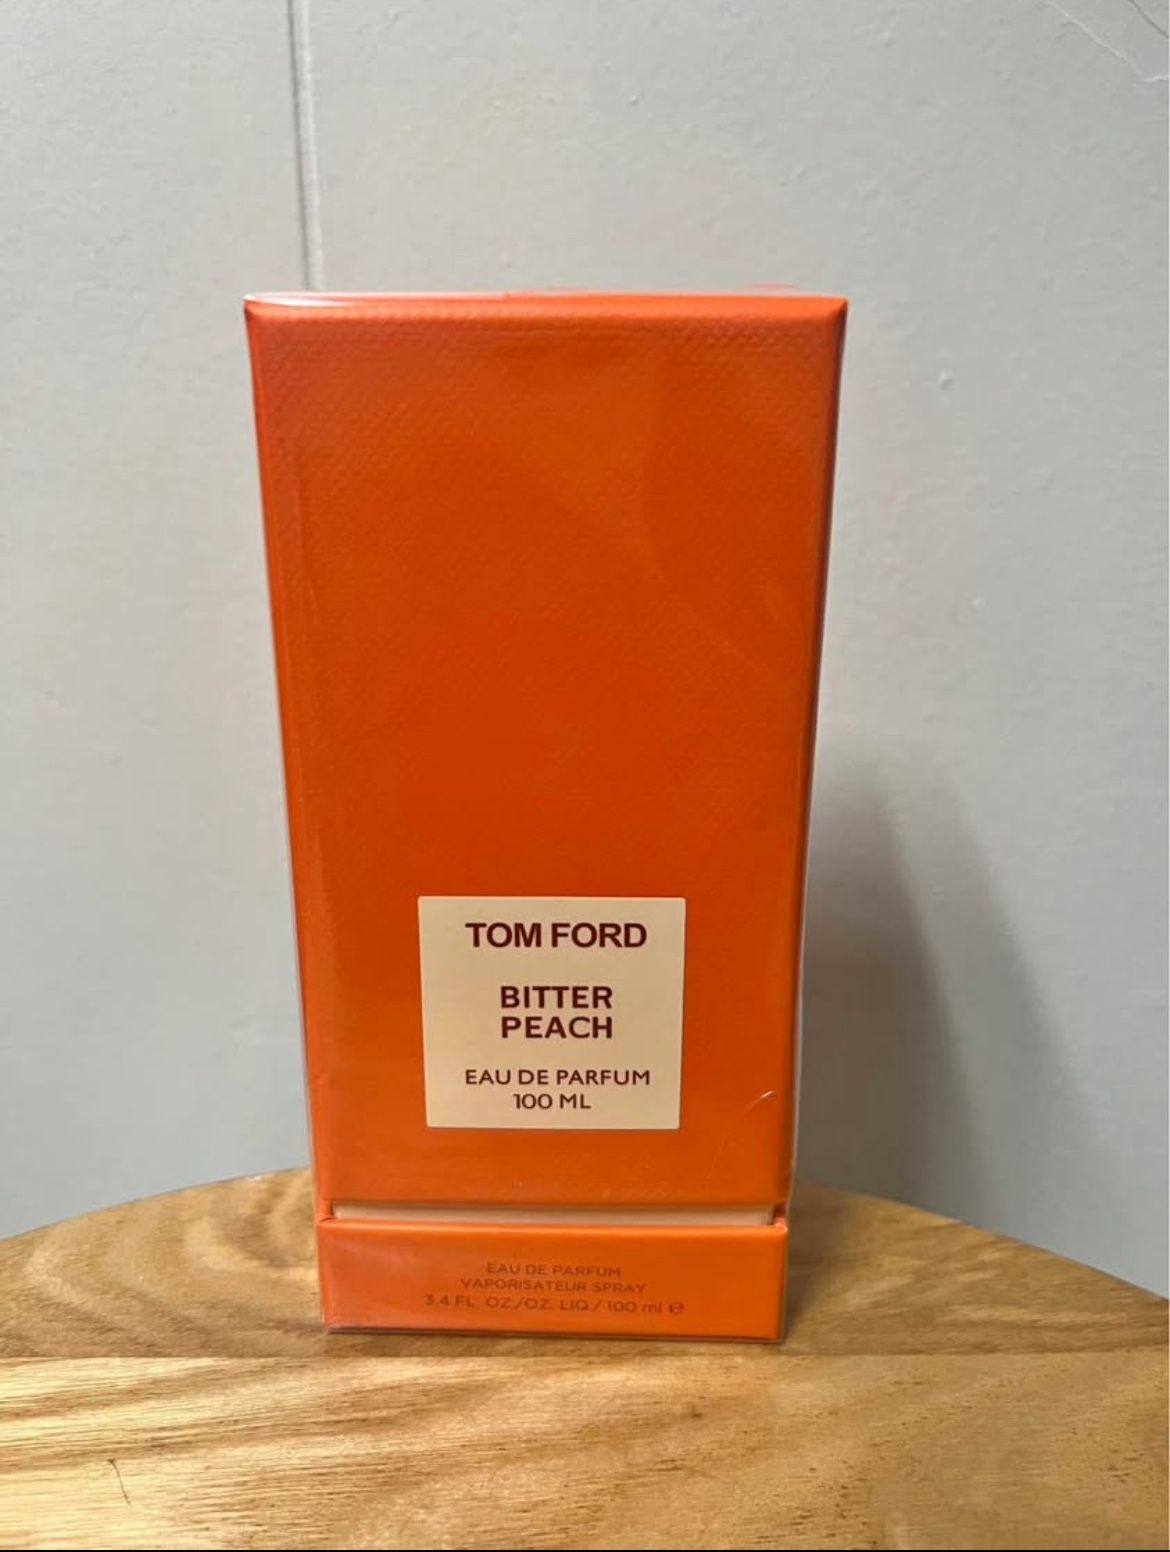 TOM FORD
BITTER
PEACH
EAU DE PARFUM
100 ML
EAU DE PARFUM
VAPORISATEUR SPRAY
3.4 FL. OZ./OZ. LIQ / 100 ml ℮